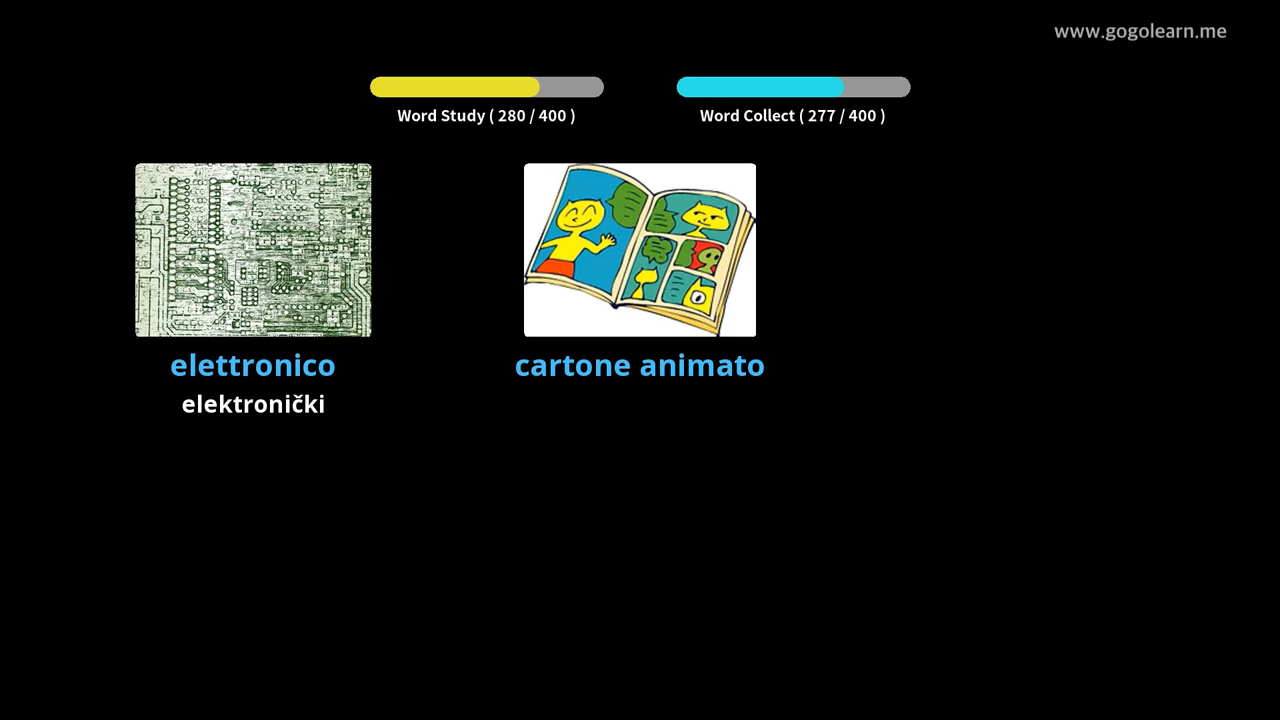 www.gogolearn.me
Word Study ( 280 / 400 )
Word Collect ( 277 / 400 )
elettronico
cartone animato
elektronički